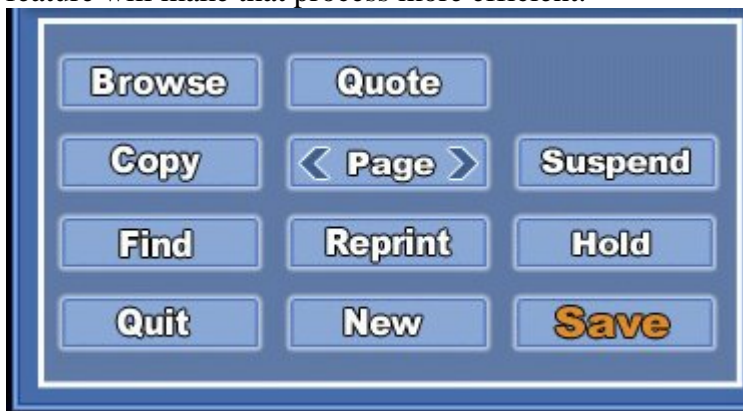 feature will make that process more efficient.
Browse Quote
Copy Page Suspend
Find Reprint Hold
Quit New Save